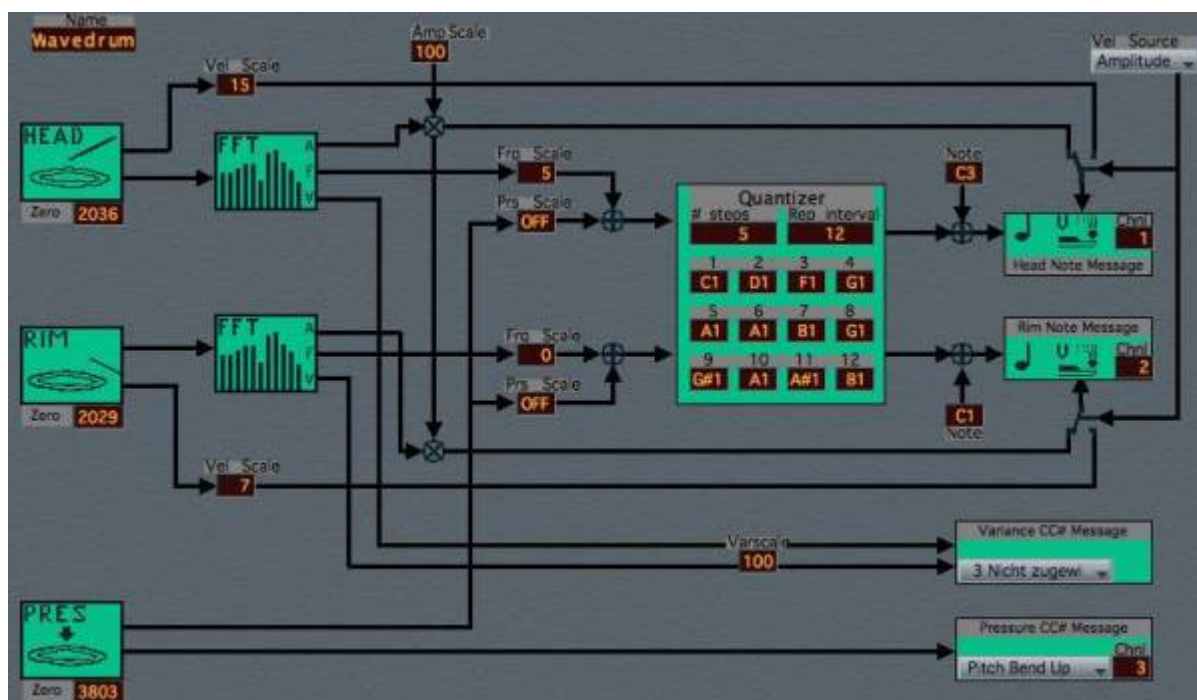 Name
Wavedrum
Amp Scale
100
Vel Source
Amplitude
Vel Scale
15
HEAD
Zero 2036
FFT
A
F
V
Frq Scale
5
Prs Scale
OFF
Quantizer
# steps
5
Rep interval
12
1 2 3 4
C1 D1 F1 G1
5 6 7 8
A1 A1 B1 G1
9 10 11 12
G#1 A1 A#1 B1
Note
C3
Chnl
1
Head Note Message
RIM
Zero 2029
FFT
A
F
V
Frq Scale
0
Prs Scale
OFF
C1
Note
Rim Note Message
Chnl
2
Vel Scale
7
Varscale
100
Variance CC# Message
3 Nicht zugewi
PRES
Zero 3803
Pressure CC# Message
Pitch Bend Up
Chnl
3